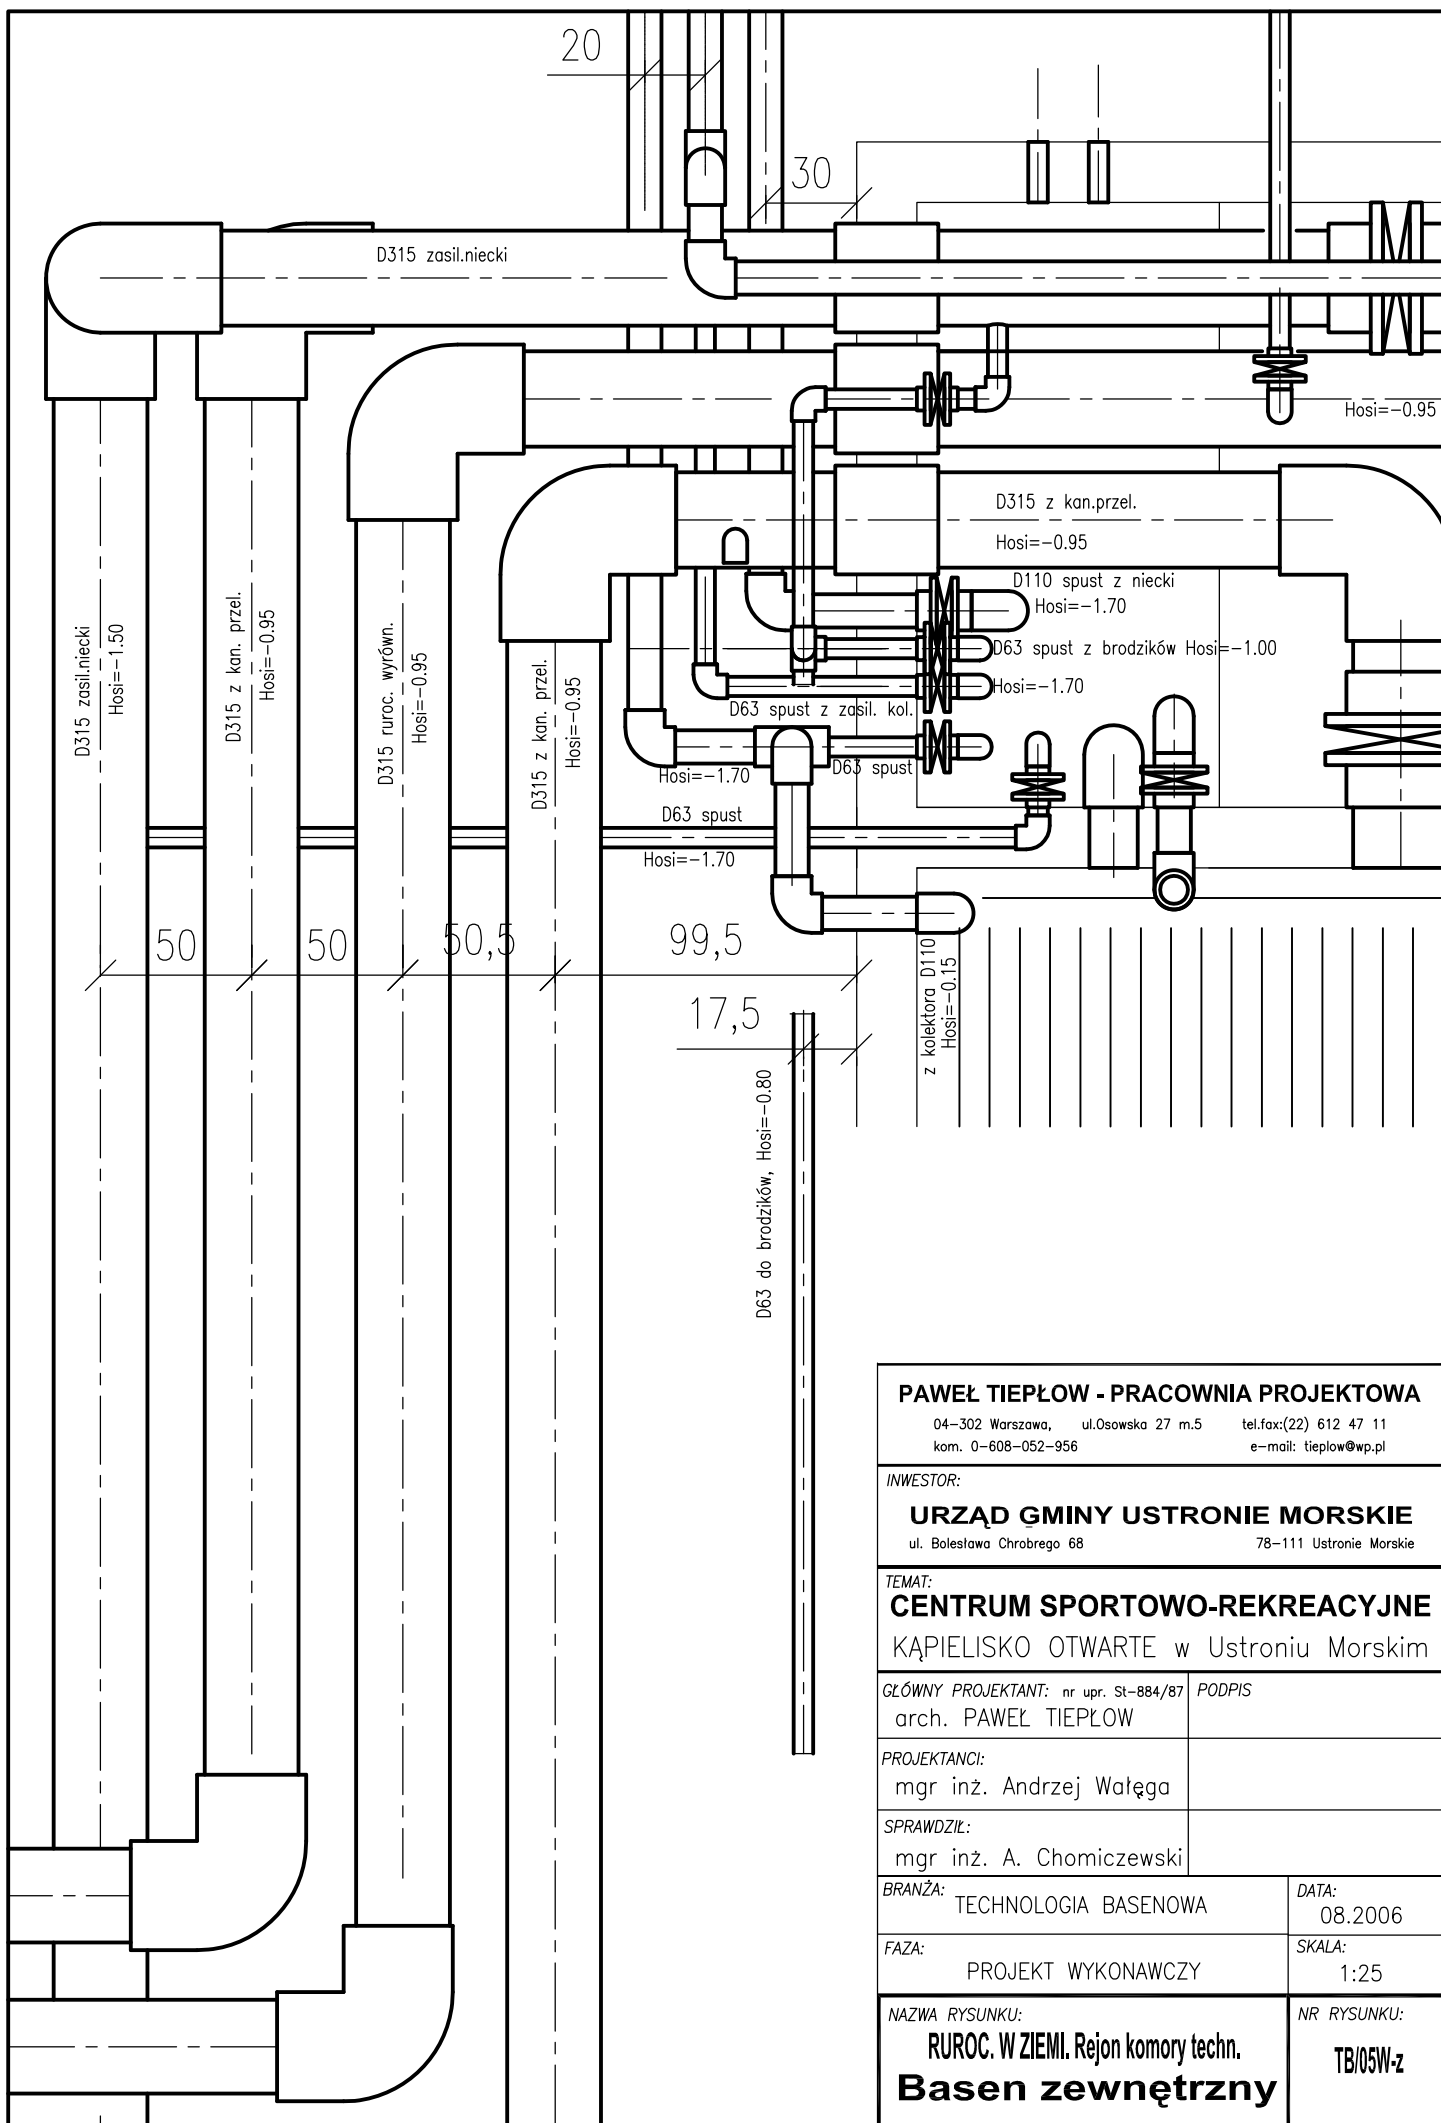 20
30
D315 zasil.niecki
Hosi=-0.95
D315 z kan.przel.
Hosi=-0.95
D110 spust z niecki
Hosi=-1.70
D63 spust z brodzików Hosi=-1.00
Hosi=-1.70
D63 spust z zasil. kol.
D63 spust
Hosi=-1.70
D63 spust
Hosi=-1.70
D315 zasil.niecki
Hosi=-1.50
D315 z kan. przel.
Hosi=-0.95
D315 ruroc. wyrówn.
Hosi=-0.95
D315 z kan. przel.
Hosi=-0.95
50
50
50,5
99,5
17,5
z kolektora D110
Hosi=-0.15
D63 do brodzików, Hosi=-0.80
PAWEŁ TIEPŁOW - PRACOWNIA PROJEKTOWA
04-302 Warszawa, ul.Osowska 27 m.5 tel.fax:(22) 612 47 11
kom. 0-608-052-956 e-mail: tieplow@wp.pl
INWESTOR:
URZĄD GMINY USTRONIE MORSKIE
ul. Bolesława Chrobrego 68 78-111 Ustronie Morskie
TEMAT:
CENTRUM SPORTOWO-REKREACYJNE
KĄPIELISKO OTWARTE w Ustroniu Morskim
GŁÓWNY PROJEKTANT: nr upr. St-884/87 PODPIS
arch. PAWEŁ TIEPŁOW
PROJEKTANCI:
mgr inż. Andrzej Wałęga
SPRAWDZIŁ:
mgr inż. A. Chomiczewski
BRANŻA: TECHNOLOGIA BASENOWA
DATA:
08.2006
FAZA:
PROJEKT WYKONAWCZY
SKALA:
1:25
NAZWA RYSUNKU:
RUROC. W ZIEMI. Rejon komory techn.
Basen zewnętrzny
NR RYSUNKU:
TB/05W-z